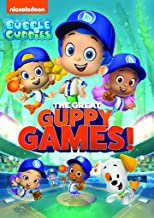 nickelodeon
BUBBLE
GUPPIES
THE GREAT
GUPPY
GAMES!